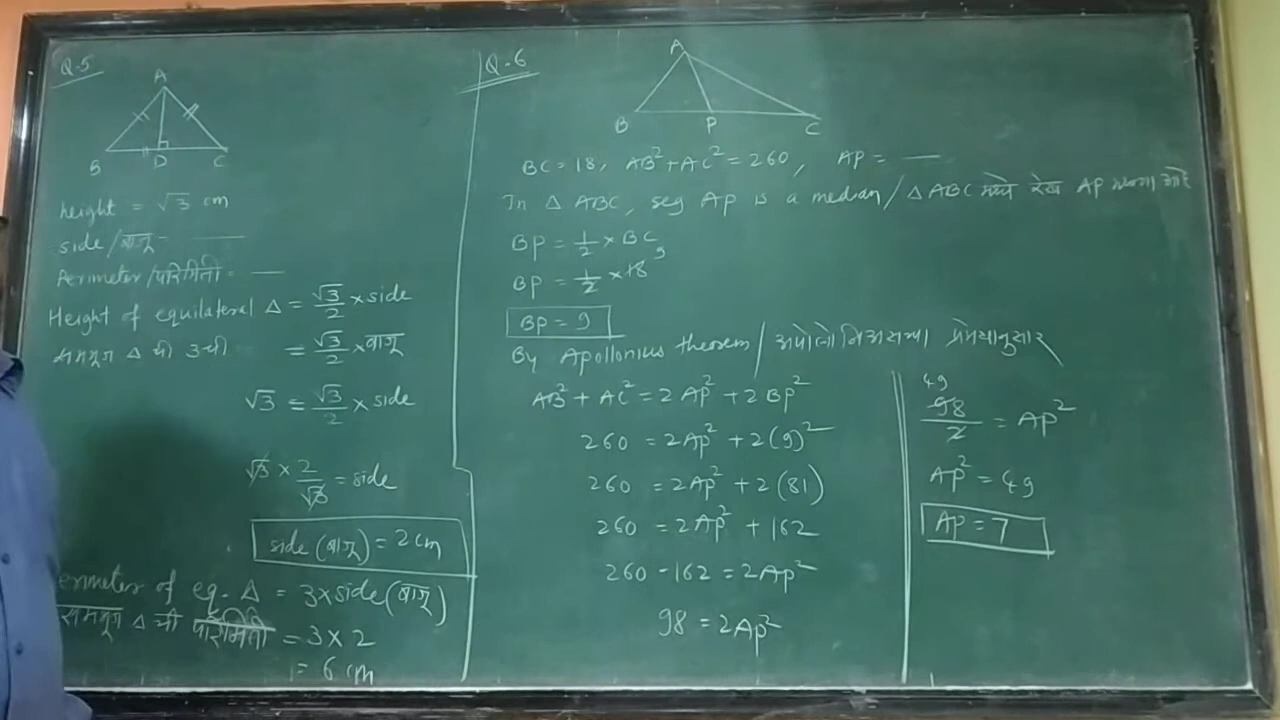 Q-5
A
B D C
height = √3 cm
side/बाजू =
Perimeter/परिमिती =
Height of equilateral Δ = √3/2 × side
समभूज Δ ची उंची = √3/2 × बाजू
√3 = √3/2 × side
√3 × 2/√3 = side
side (बाजू) = 2 cm
erimeter of eq. Δ = 3 × side (बाजू)
समभूज Δ ची परिमिती = 3 × 2
= 6 cm
Q-6
A
B P C
BC = 18, AB² + AC² = 260, AP =
In Δ ABC, seg AP is a median / Δ ABC मध्ये रेख AP मध्यगा आहे
BP = 1/2 × BC
BP = 1/2 × 18 9
BP = 9
By Apollonius theorem / अपोलोनियसच्या प्रमेयानुसार
AB² + AC² = 2AP² + 2BP²
260 = 2AP² + 2(9)²
260 = 2AP² + 2(81)
260 = 2AP² + 162
260 - 162 = 2AP²
98 = 2AP²
49
98/2 = AP²
AP² = 49
AP = 7